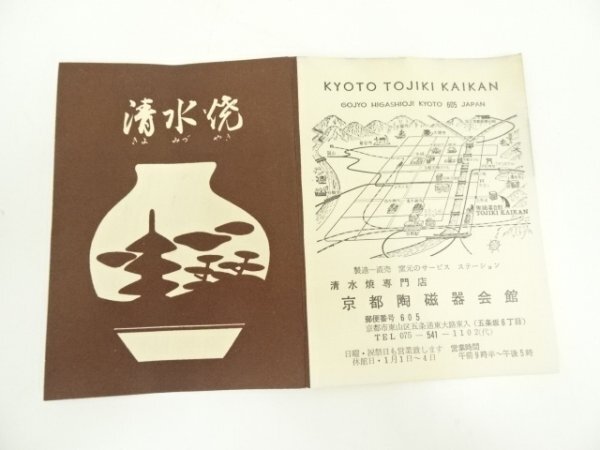 清水焼
きよ みづ やき
KYOTO TOJIKI KAIKAN
GOJYO HIGASHIOJI KYOTO 605 JAPAN
TOJIKI KAIKAN
製造—直売 窯元のサービス ステーション
清水焼専門店
京都陶磁器会館
郵便番号 605
京都市東山区五条通東大路東入(五条坂6丁目)
TEL 075—541—1102(代)
日曜・祝祭日も営業致します 営業時間
休館日・1月1日~4日 午前9時半~午後5時